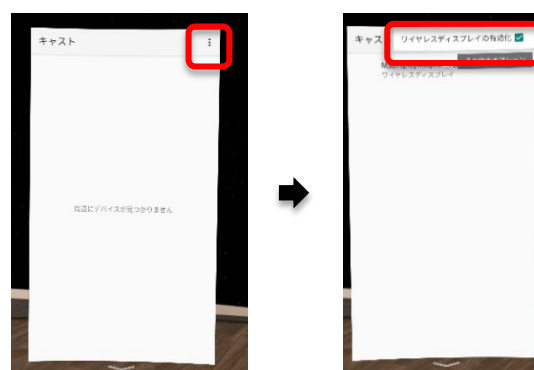 キャスト
周辺にデバイスが見つかりません
キャス
ワイヤレスディスプレイの有効化
ワイヤレスディスプレイ